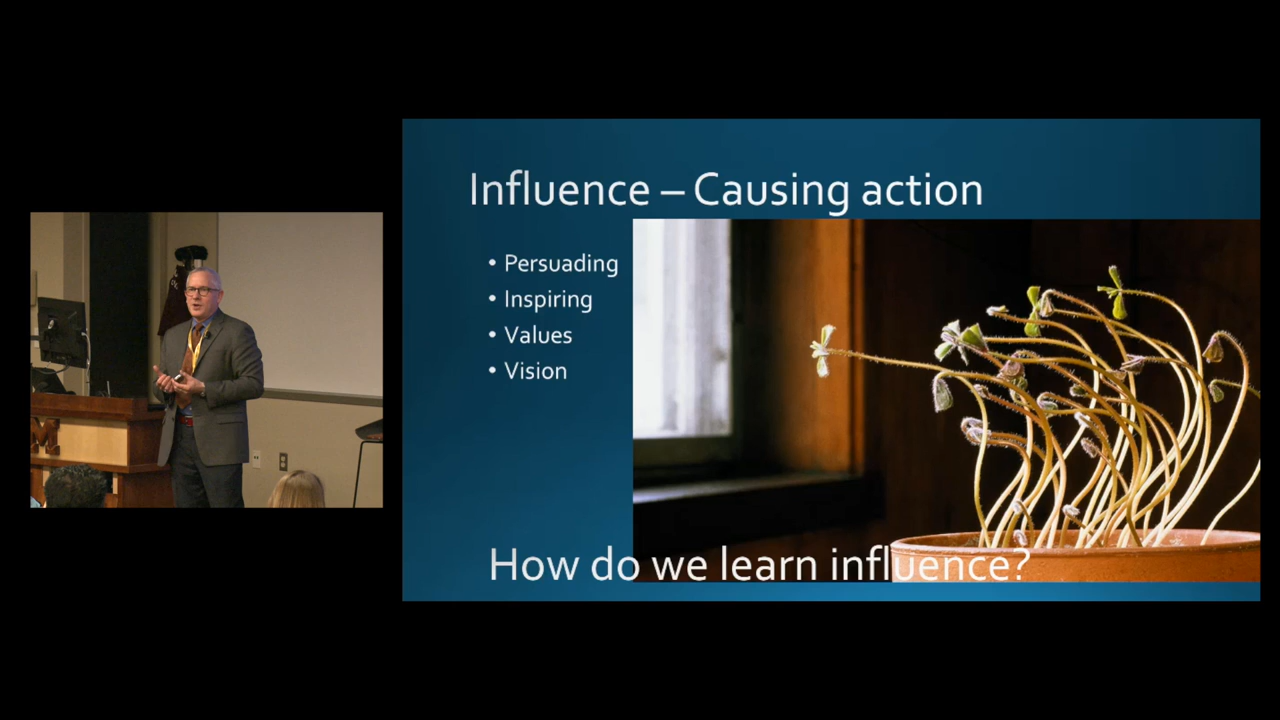 Influence – Causing action
• Persuading
• Inspiring
• Values
• Vision
How do we learn influence?
M